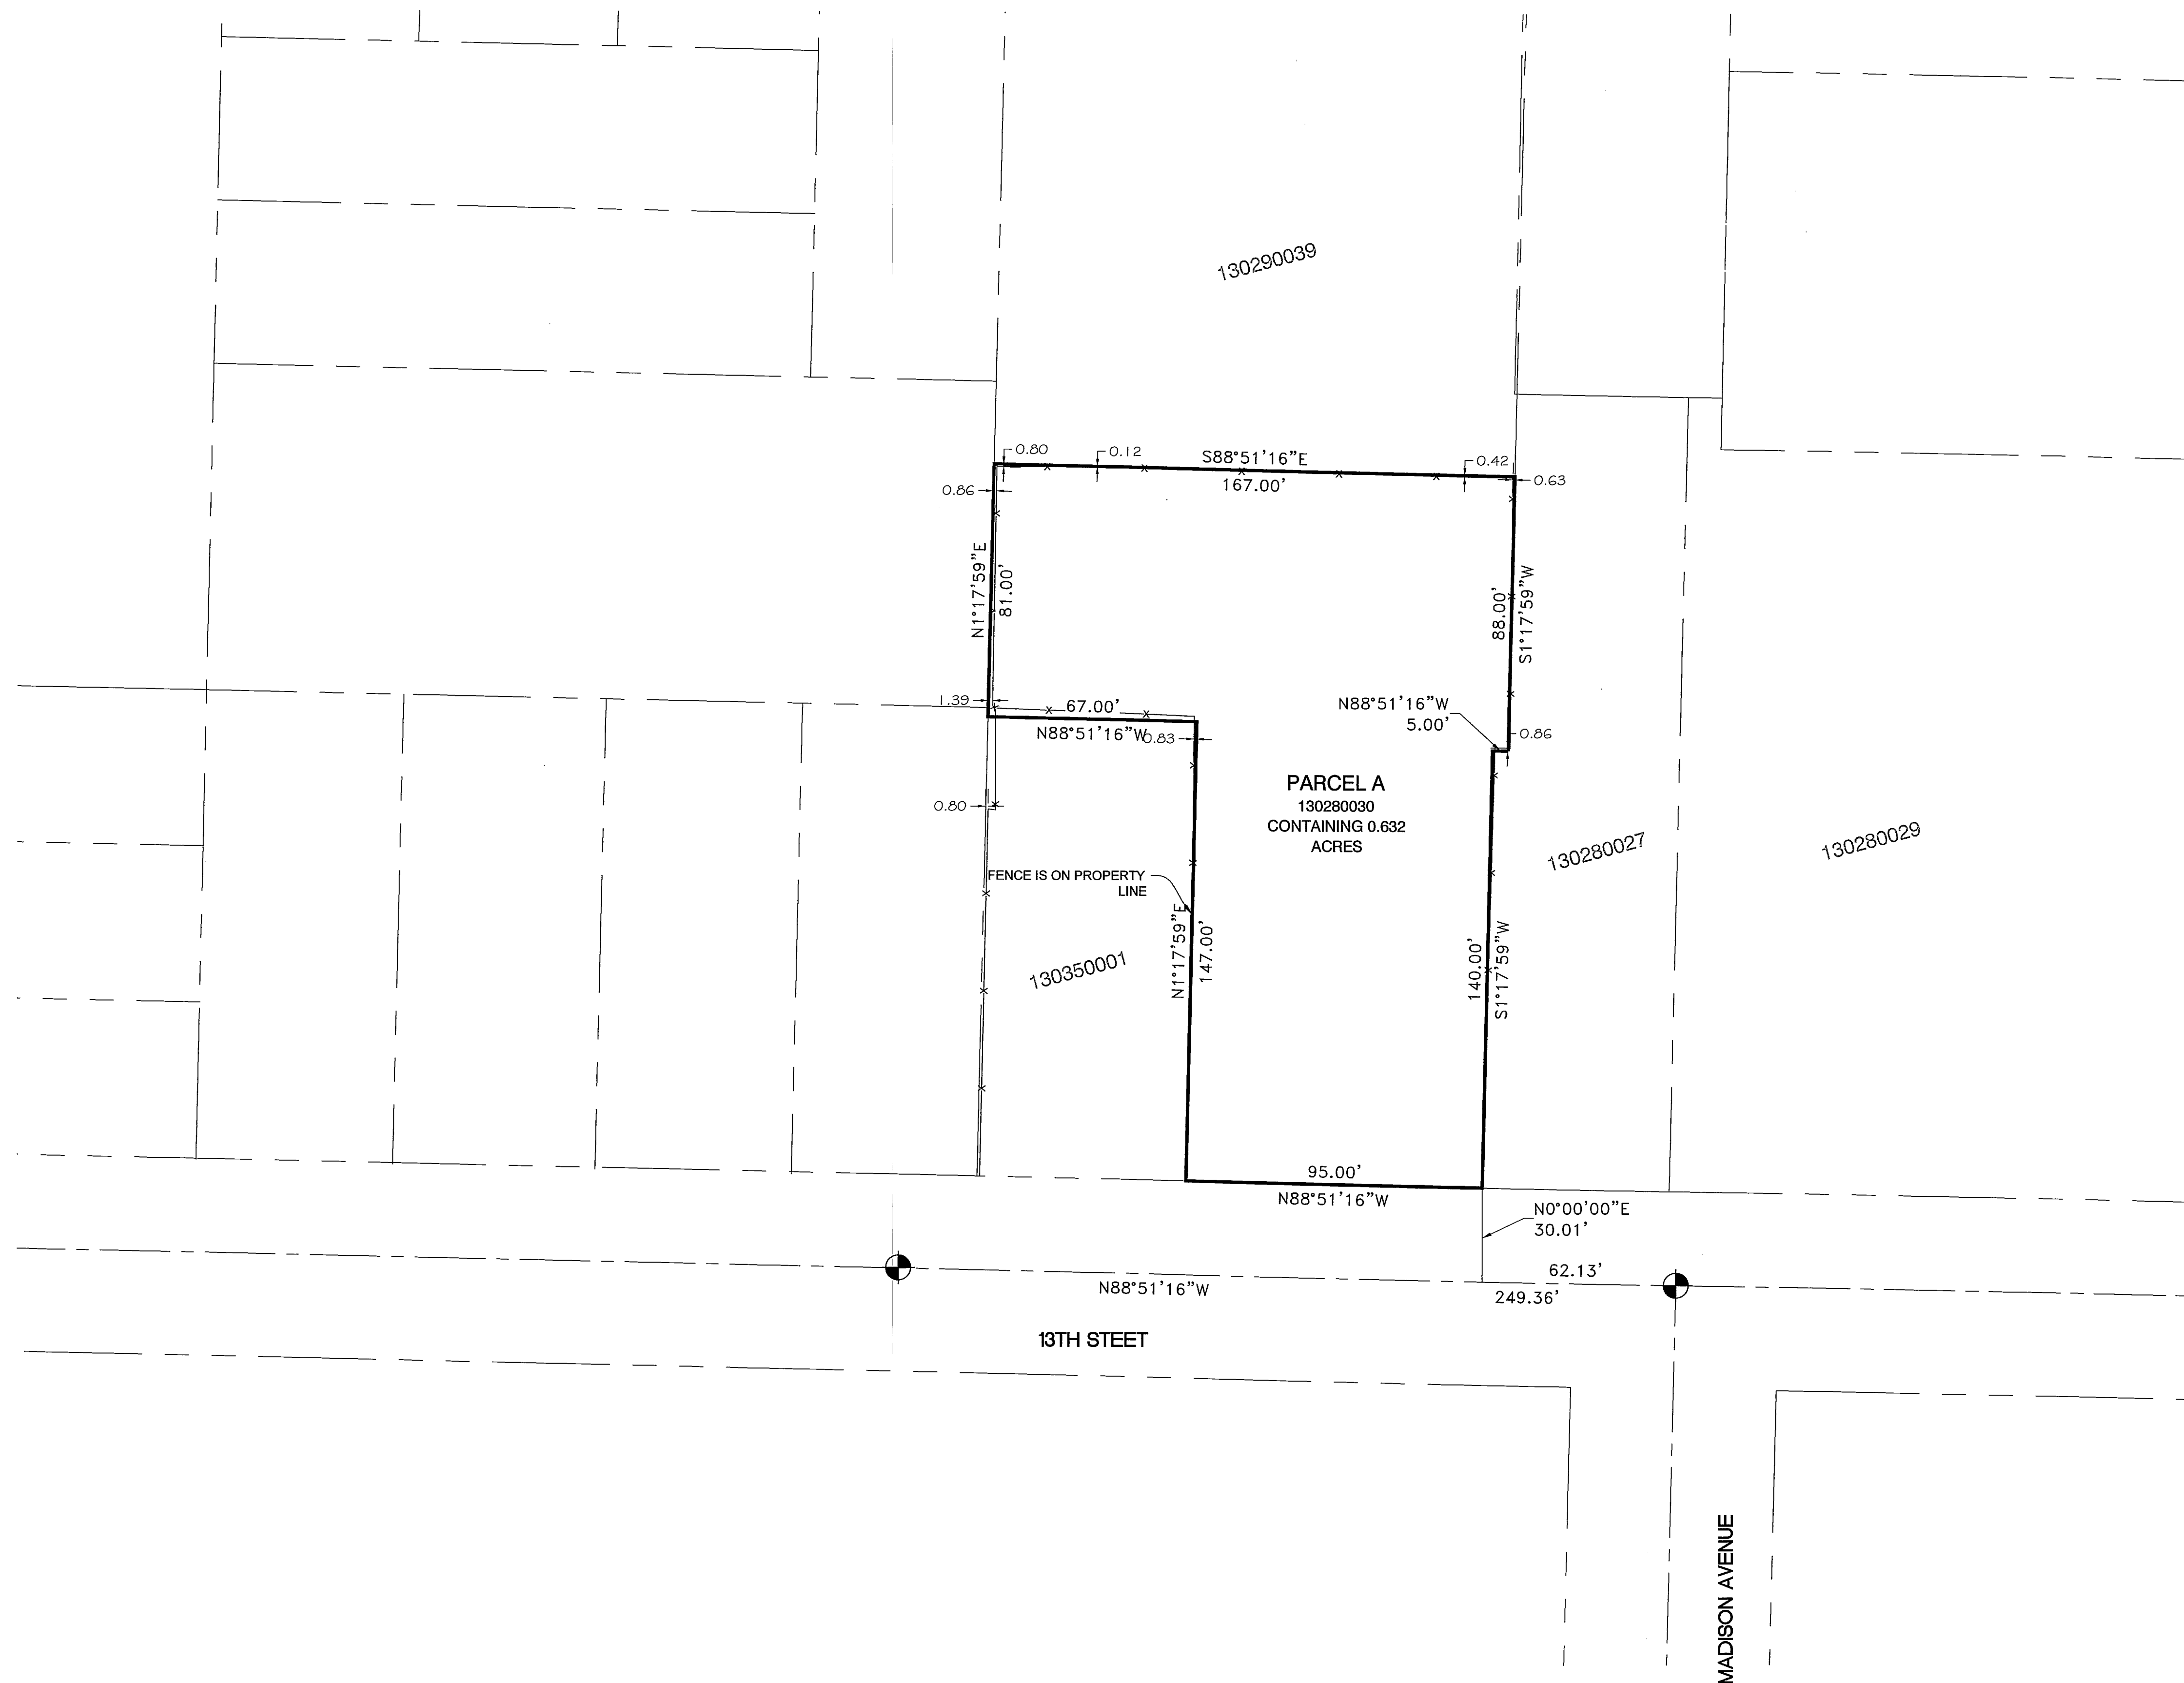 130290039
0.80
0.12
S88°51'16"E
167.00'
0.42
0.63
0.86
N1°17'59"E
81.00'
88.00'
S1°17'59"W
1.39
67.00'
N88°51'16"W
0.83
N88°51'16"W
5.00'
0.86
PARCEL A
130280030
CONTAINING 0.632
ACRES
0.80
130280027
130280029
FENCE IS ON PROPERTY
LINE
130350001
N1°17'59"E
147.00'
140.00'
S1°17'59"W
95.00'
N88°51'16"W
N0°00'00"E
30.01'
62.13'
N88°51'16"W
249.36'
13TH STEET
MADISON AVENUE